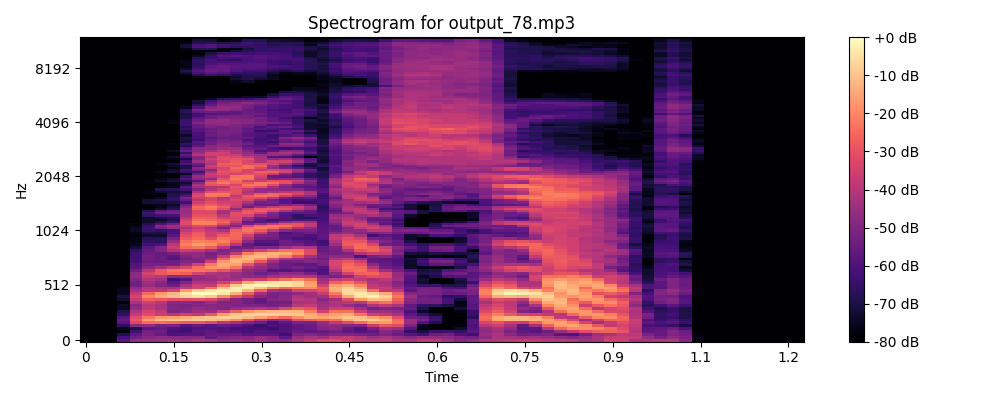 Spectrogram for output_78.mp3
8192
4096
2048
1024
512
0
Hz
0
0.15
0.3
0.45
0.6
0.75
0.9
1.1
1.2
Time
+0 dB
-10 dB
-20 dB
-30 dB
-40 dB
-50 dB
-60 dB
-70 dB
-80 dB